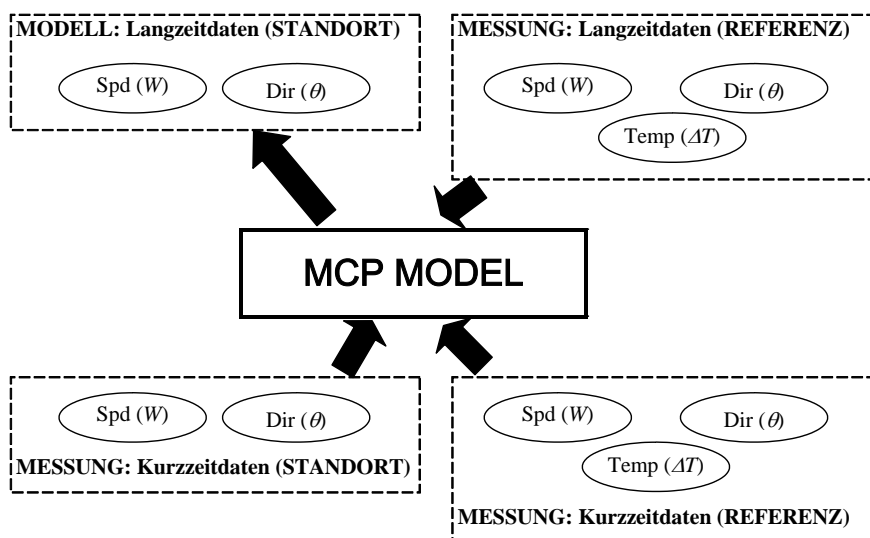 MODELL: Langzeitdaten (STANDORT)
Spd (W)
Dir (θ)
MESSUNG: Langzeitdaten (REFERENZ)
Spd (W)
Dir (θ)
Temp (ΔT)
MCP MODEL
Spd (W)
Dir (θ)
MESSUNG: Kurzzeitdaten (STANDORT)
Spd (W)
Dir (θ)
Temp (ΔT)
MESSUNG: Kurzzeitdaten (REFERENZ)